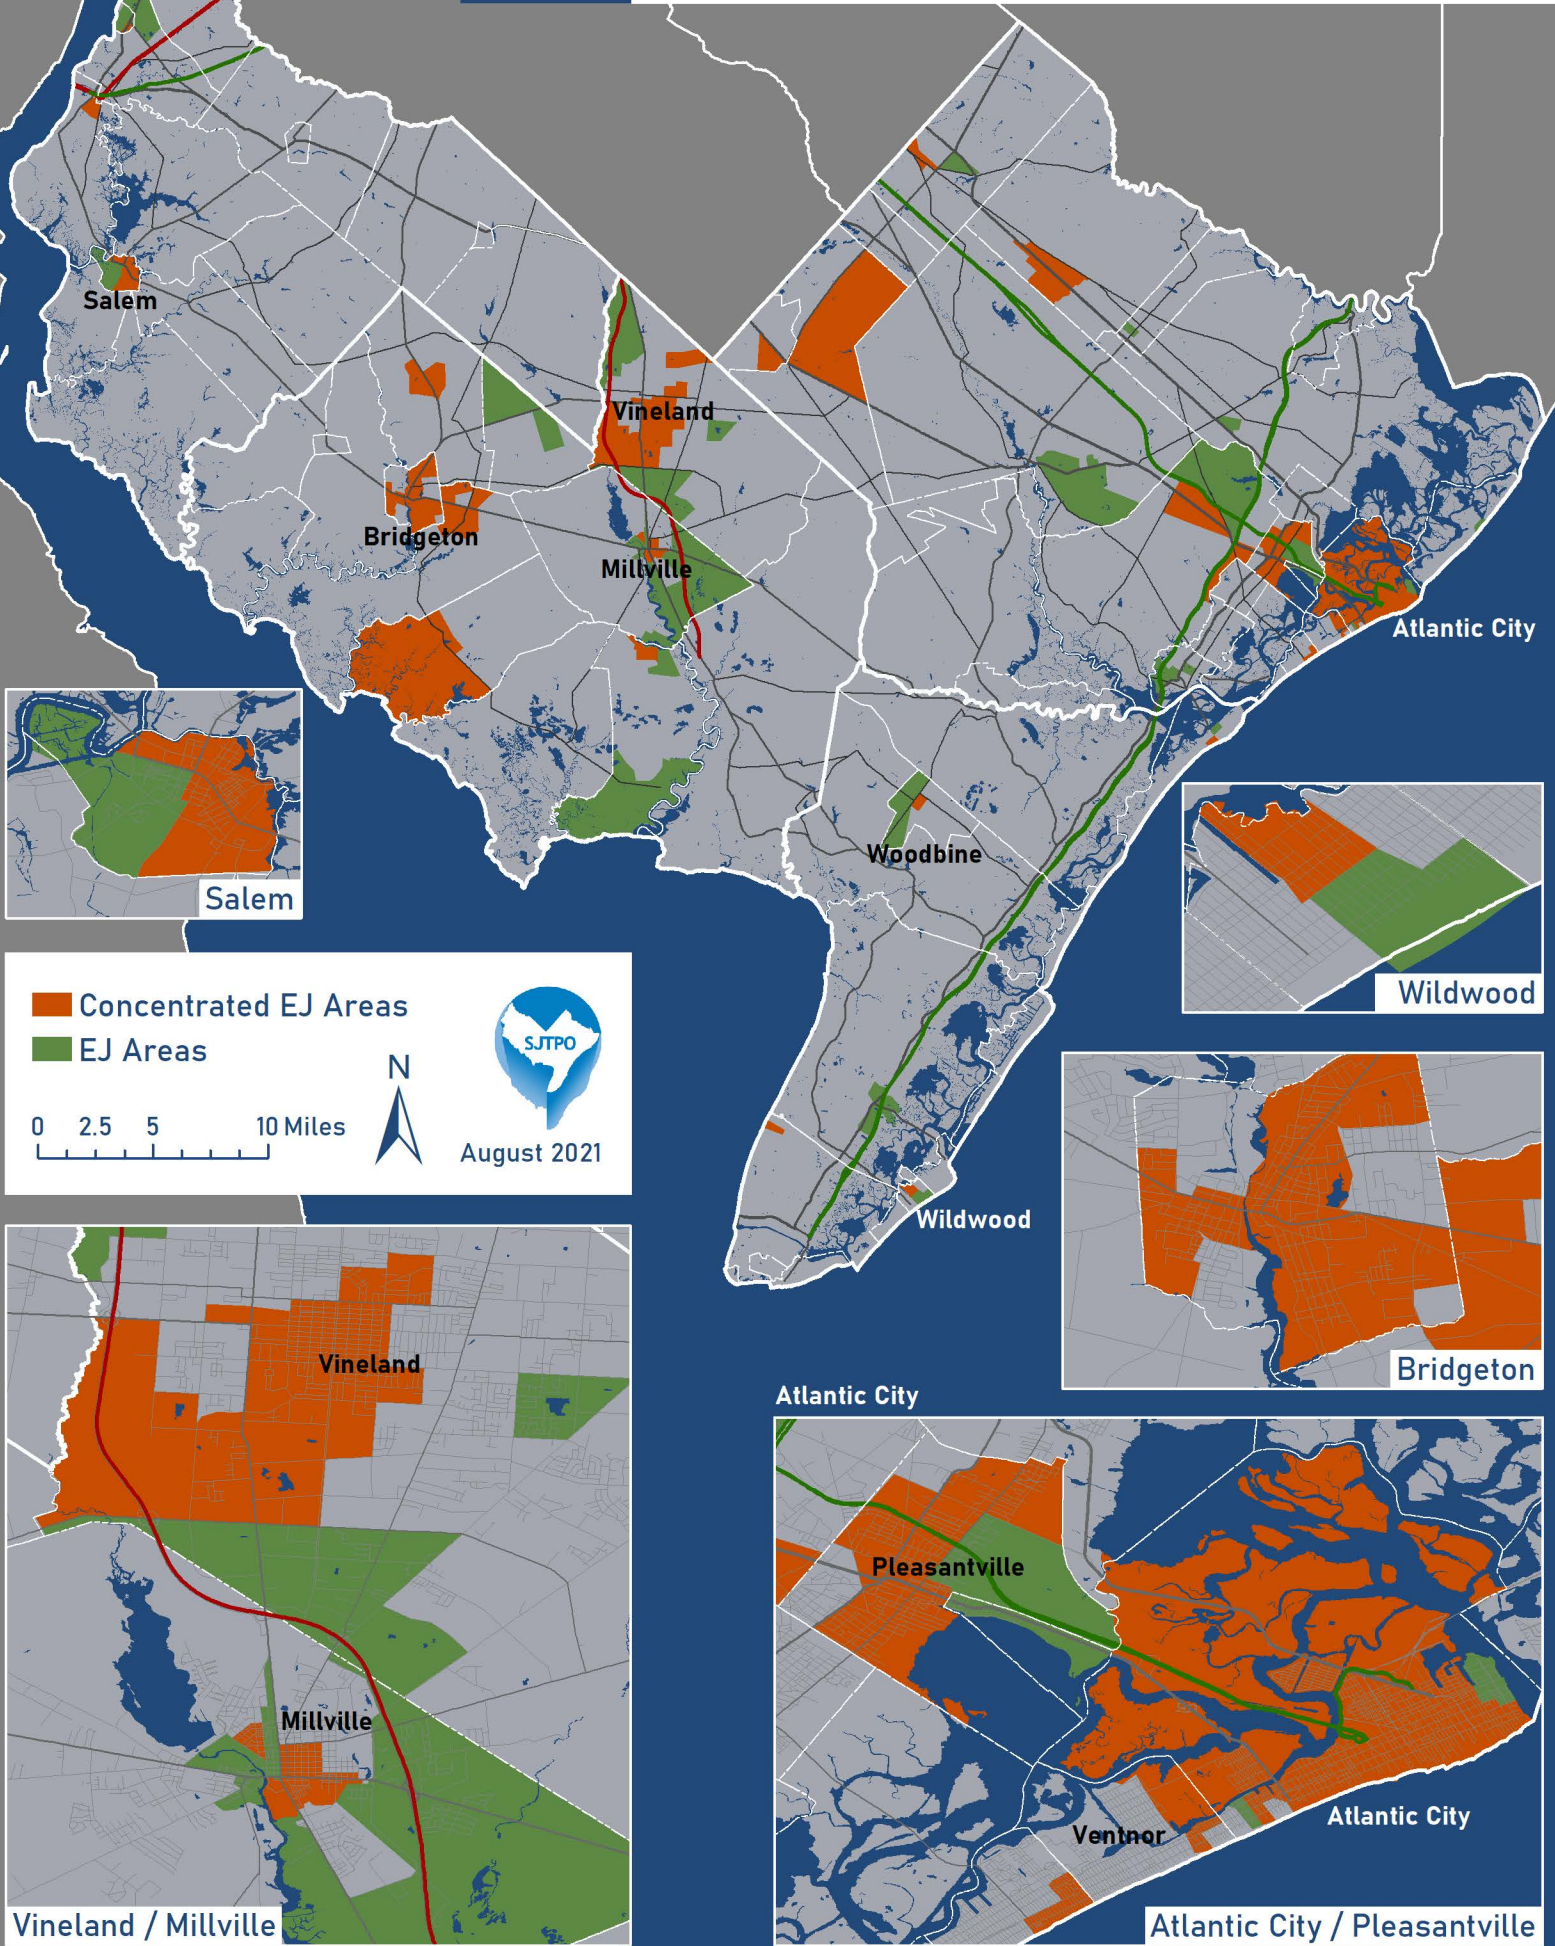 Salem
Vineland
Bridgeton
Millville
Atlantic City
Salem
Woodbine
Wildwood
Concentrated EJ Areas
EJ Areas
N
SJTPO
0 2.5 5 10 Miles
August 2021
Wildwood
Bridgeton
Vineland
Millville
Vineland / Millville
Atlantic City
Pleasantville
Ventnor
Atlantic City
Atlantic City / Pleasantville